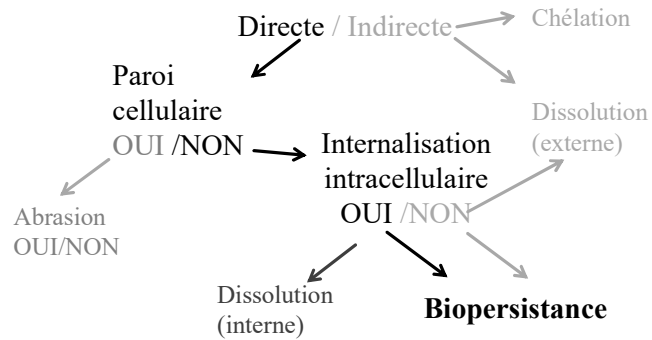 Directe / Indirecte
Chélation
Paroi
cellulaire
OUI /NON
Dissolution
(externe)
Internalisation
intracellulaire
OUI /NON
Abrasion
OUI/NON
Dissolution
(interne)
Biopersistance